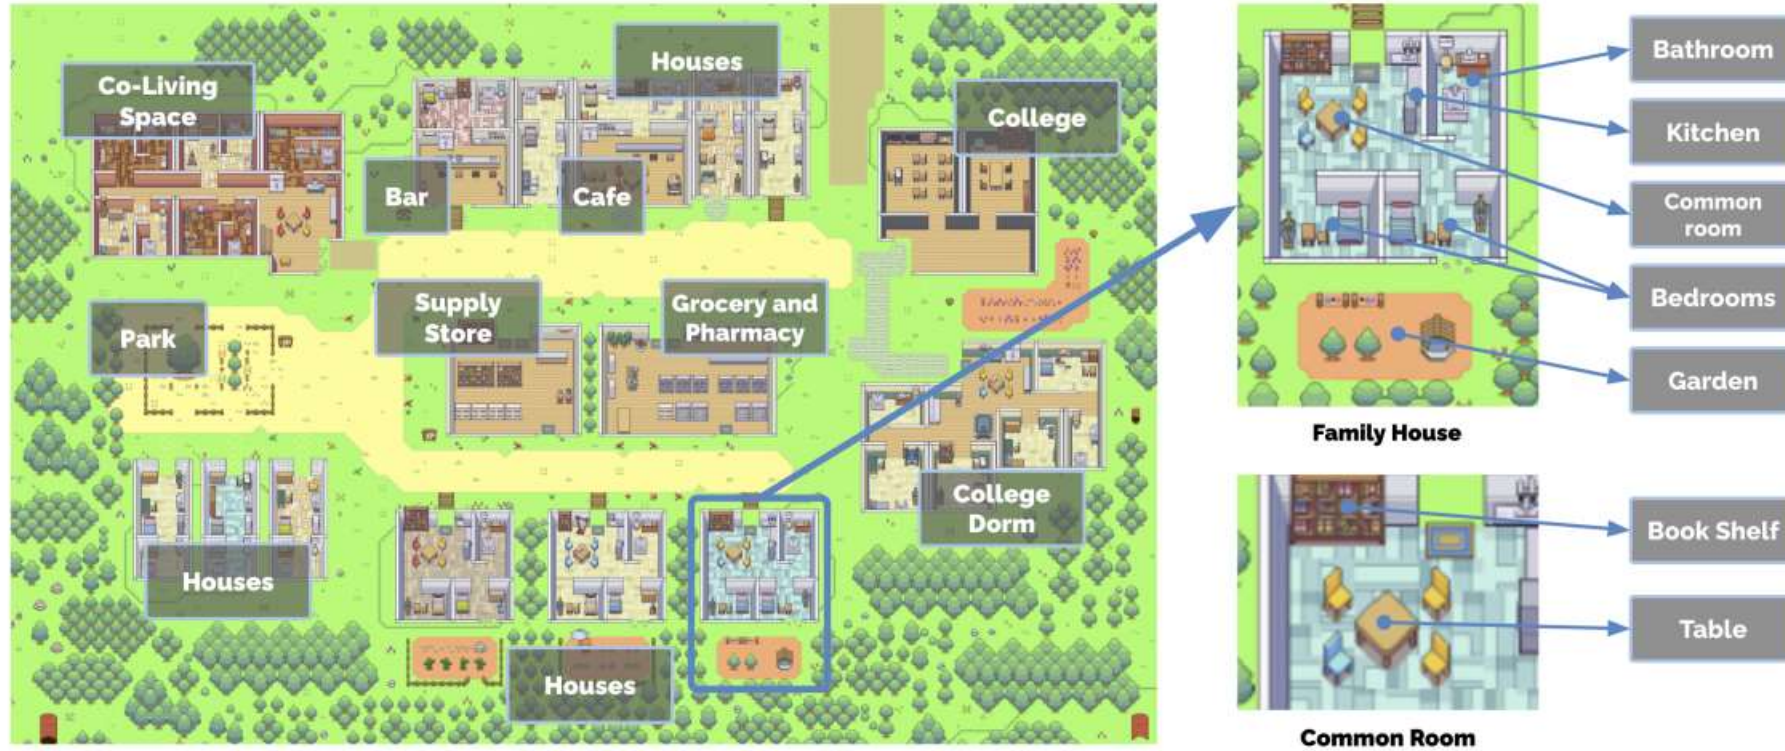 Co-Living
Space
Houses
College
Bar
Cafe
Supply
Store
Grocery and
Pharmacy
Park
College
Dorm
Houses
Houses
Bathroom
Kitchen
Common
room
Bedrooms
Garden
Family House
Book Shelf
Table
Common Room